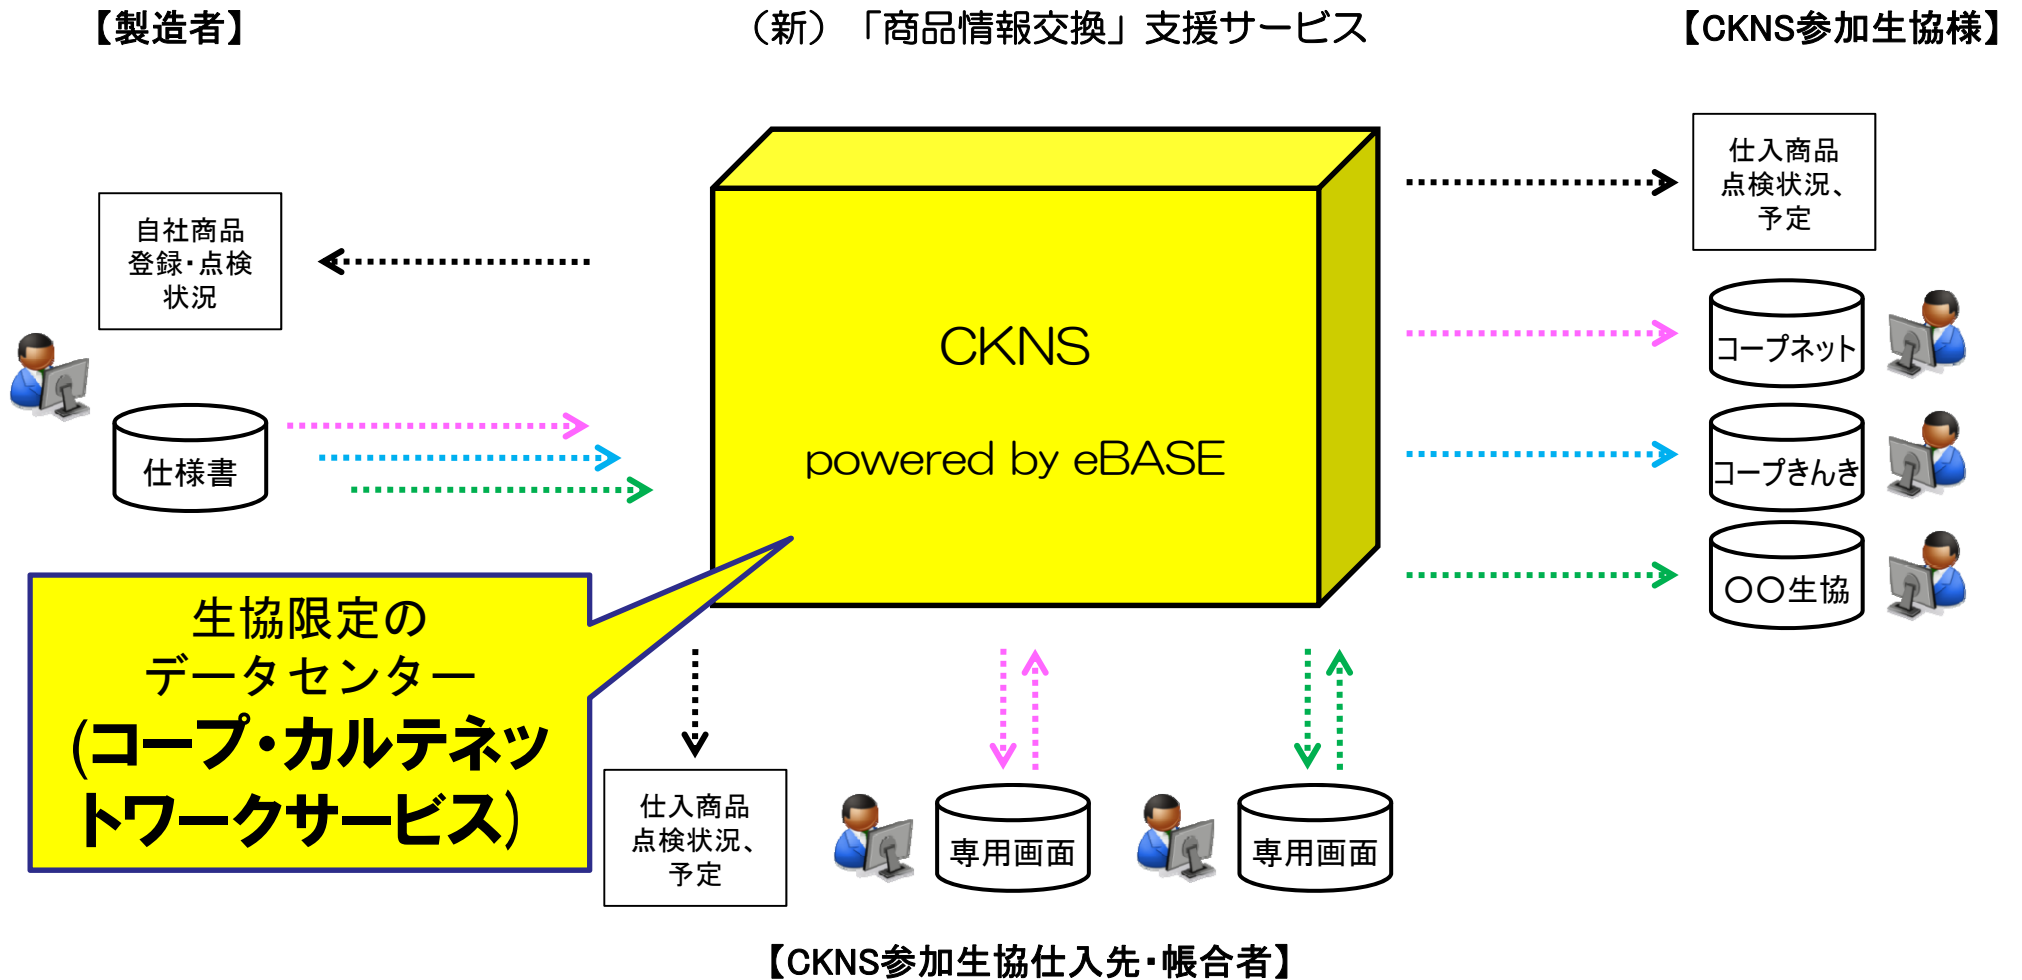 【製造者】
（新）「商品情報交換」支援サービス
【CKNS参加生協様】
自社商品
登録・点検
状況
仕様書
CKNS
powered by eBASE
仕入商品
点検状況、
予定
コープネット
コープきんき
〇〇生協
生協限定の
データセンター
(コープ・カルテネッ
トワークサービス)
仕入商品
点検状況、
予定
専用画面
専用画面
【CKNS参加生協仕入先・帳合者】